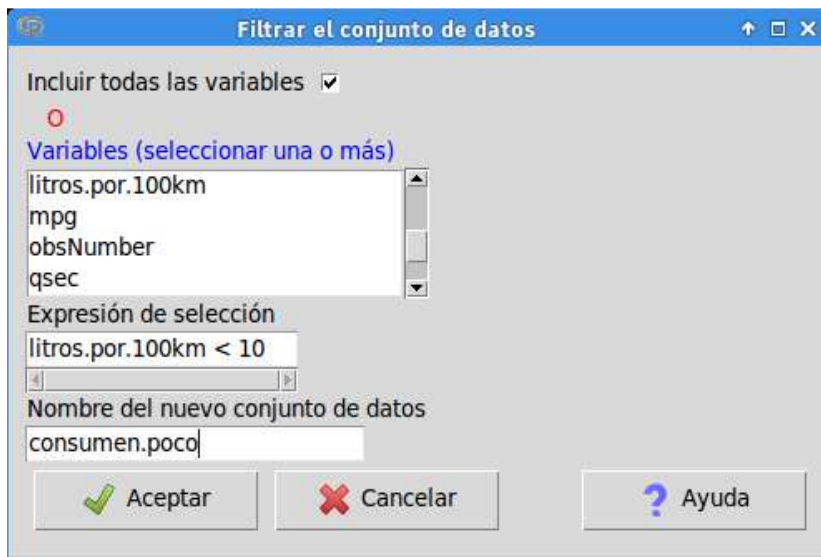 Filtrar el conjunto de datos
Incluir todas las variables
O
Variables (seleccionar una o más)
litros.por.100km
mpg
obsNumber
qsec
Expresión de selección
litros.por.100km < 10
Nombre del nuevo conjunto de datos
consumen.poco
Aceptar Cancelar Ayuda